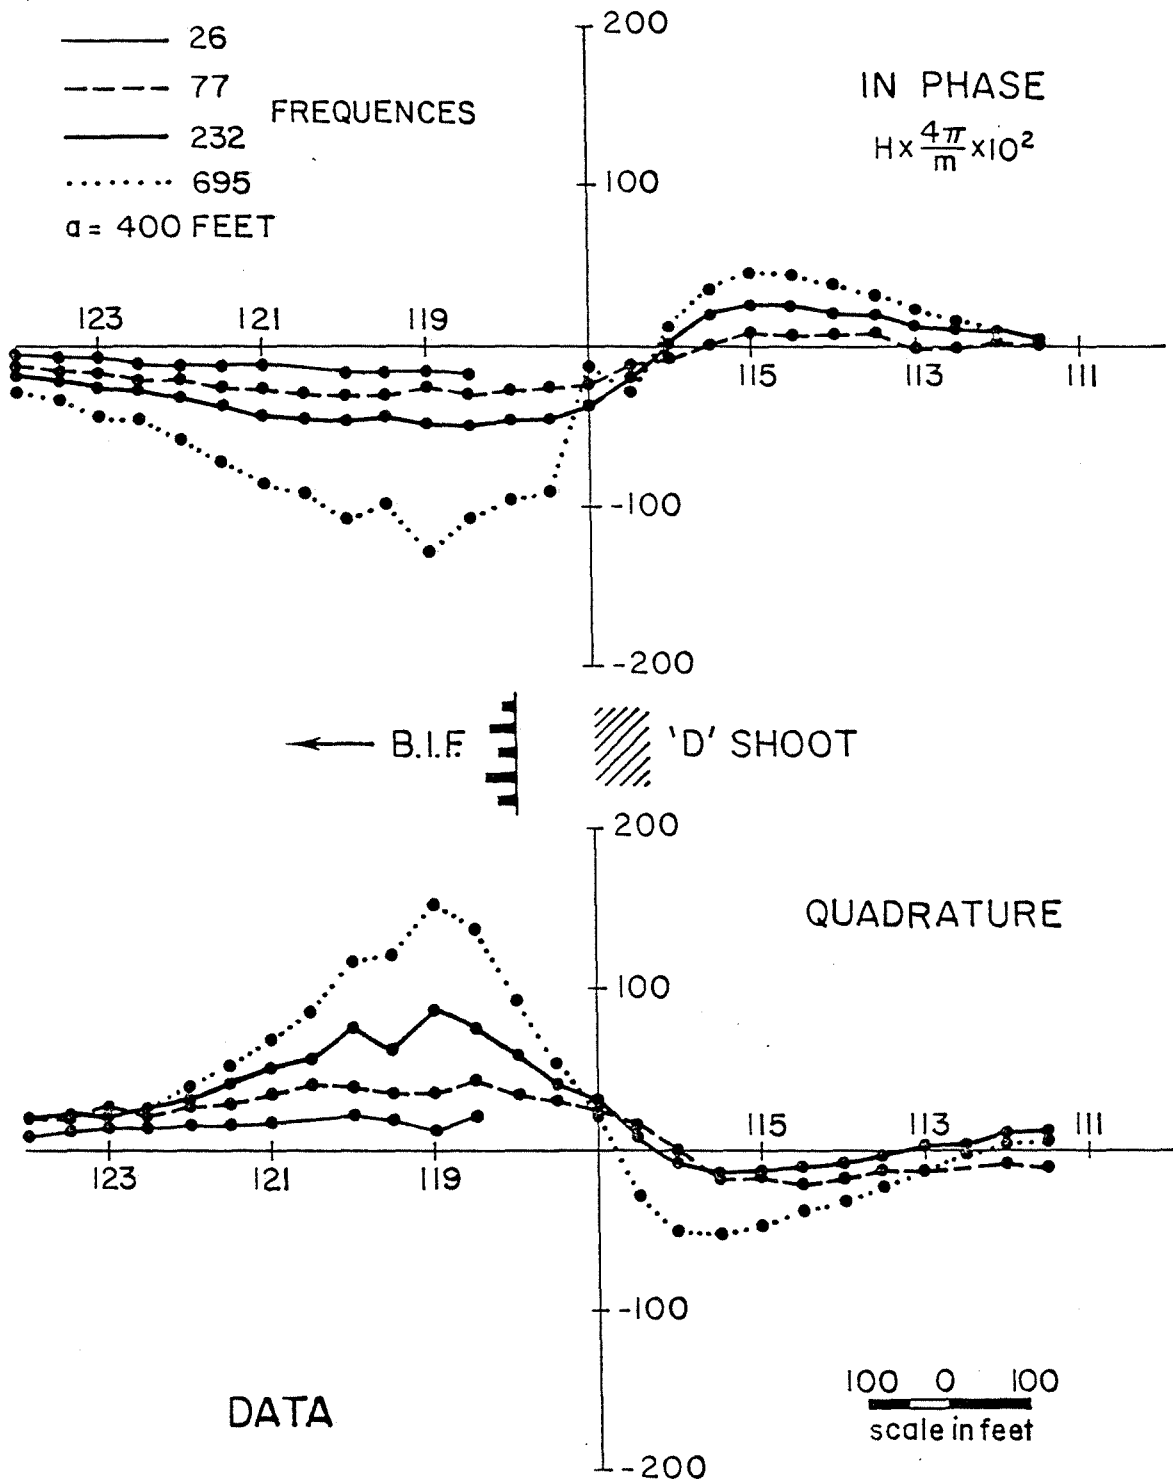 26
77
FREQUENCES
232
695
a = 400 FEET
200
IN PHASE
H x 4π/m x 10²
100
123 121 119
115 113 111
-100
-200
B.I.F. 'D' SHOOT
200
QUADRATURE
100
115 113 111
123 121 119
-100
DATA
100 0 100
scale in feet
-200